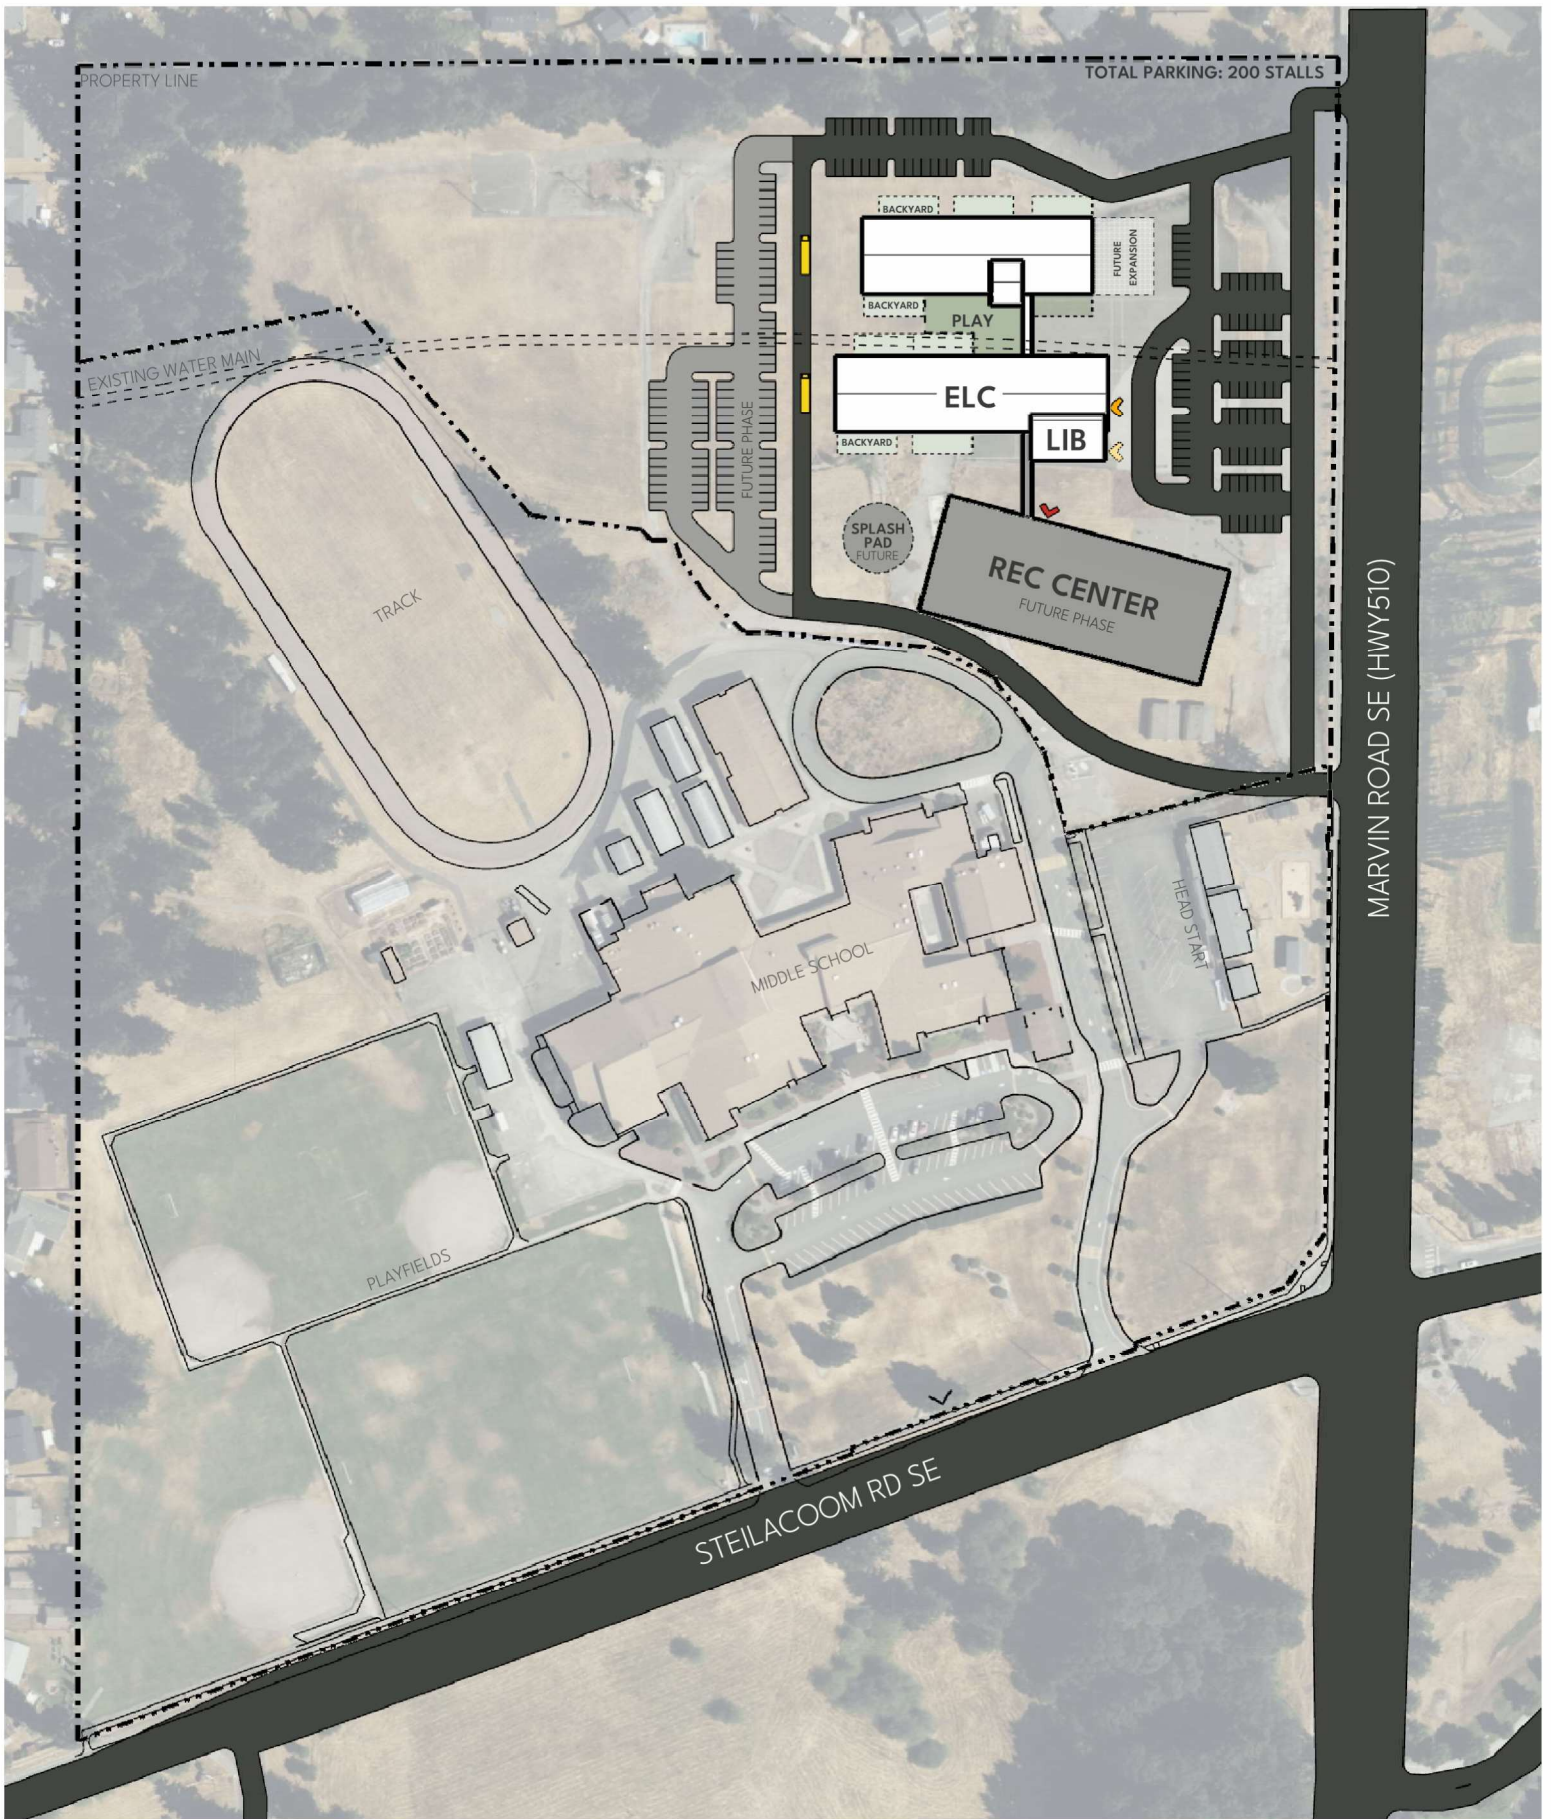 PROPERTY LINE
TOTAL PARKING: 200 STALLS
BACKYARD
FUTURE
EXPANSION
BACKYARD
PLAY
EXISTING WATER MAIN
ELC
FUTURE PHASE
LIB
BACKYARD
SPLASH
PAD
FUTURE
REC CENTER
FUTURE PHASE
TRACK
MARVIN ROAD SE (HWY510)
HEAD START
MIDDLE SCHOOL
PLAYFIELDS
STEILACOOM RD SE